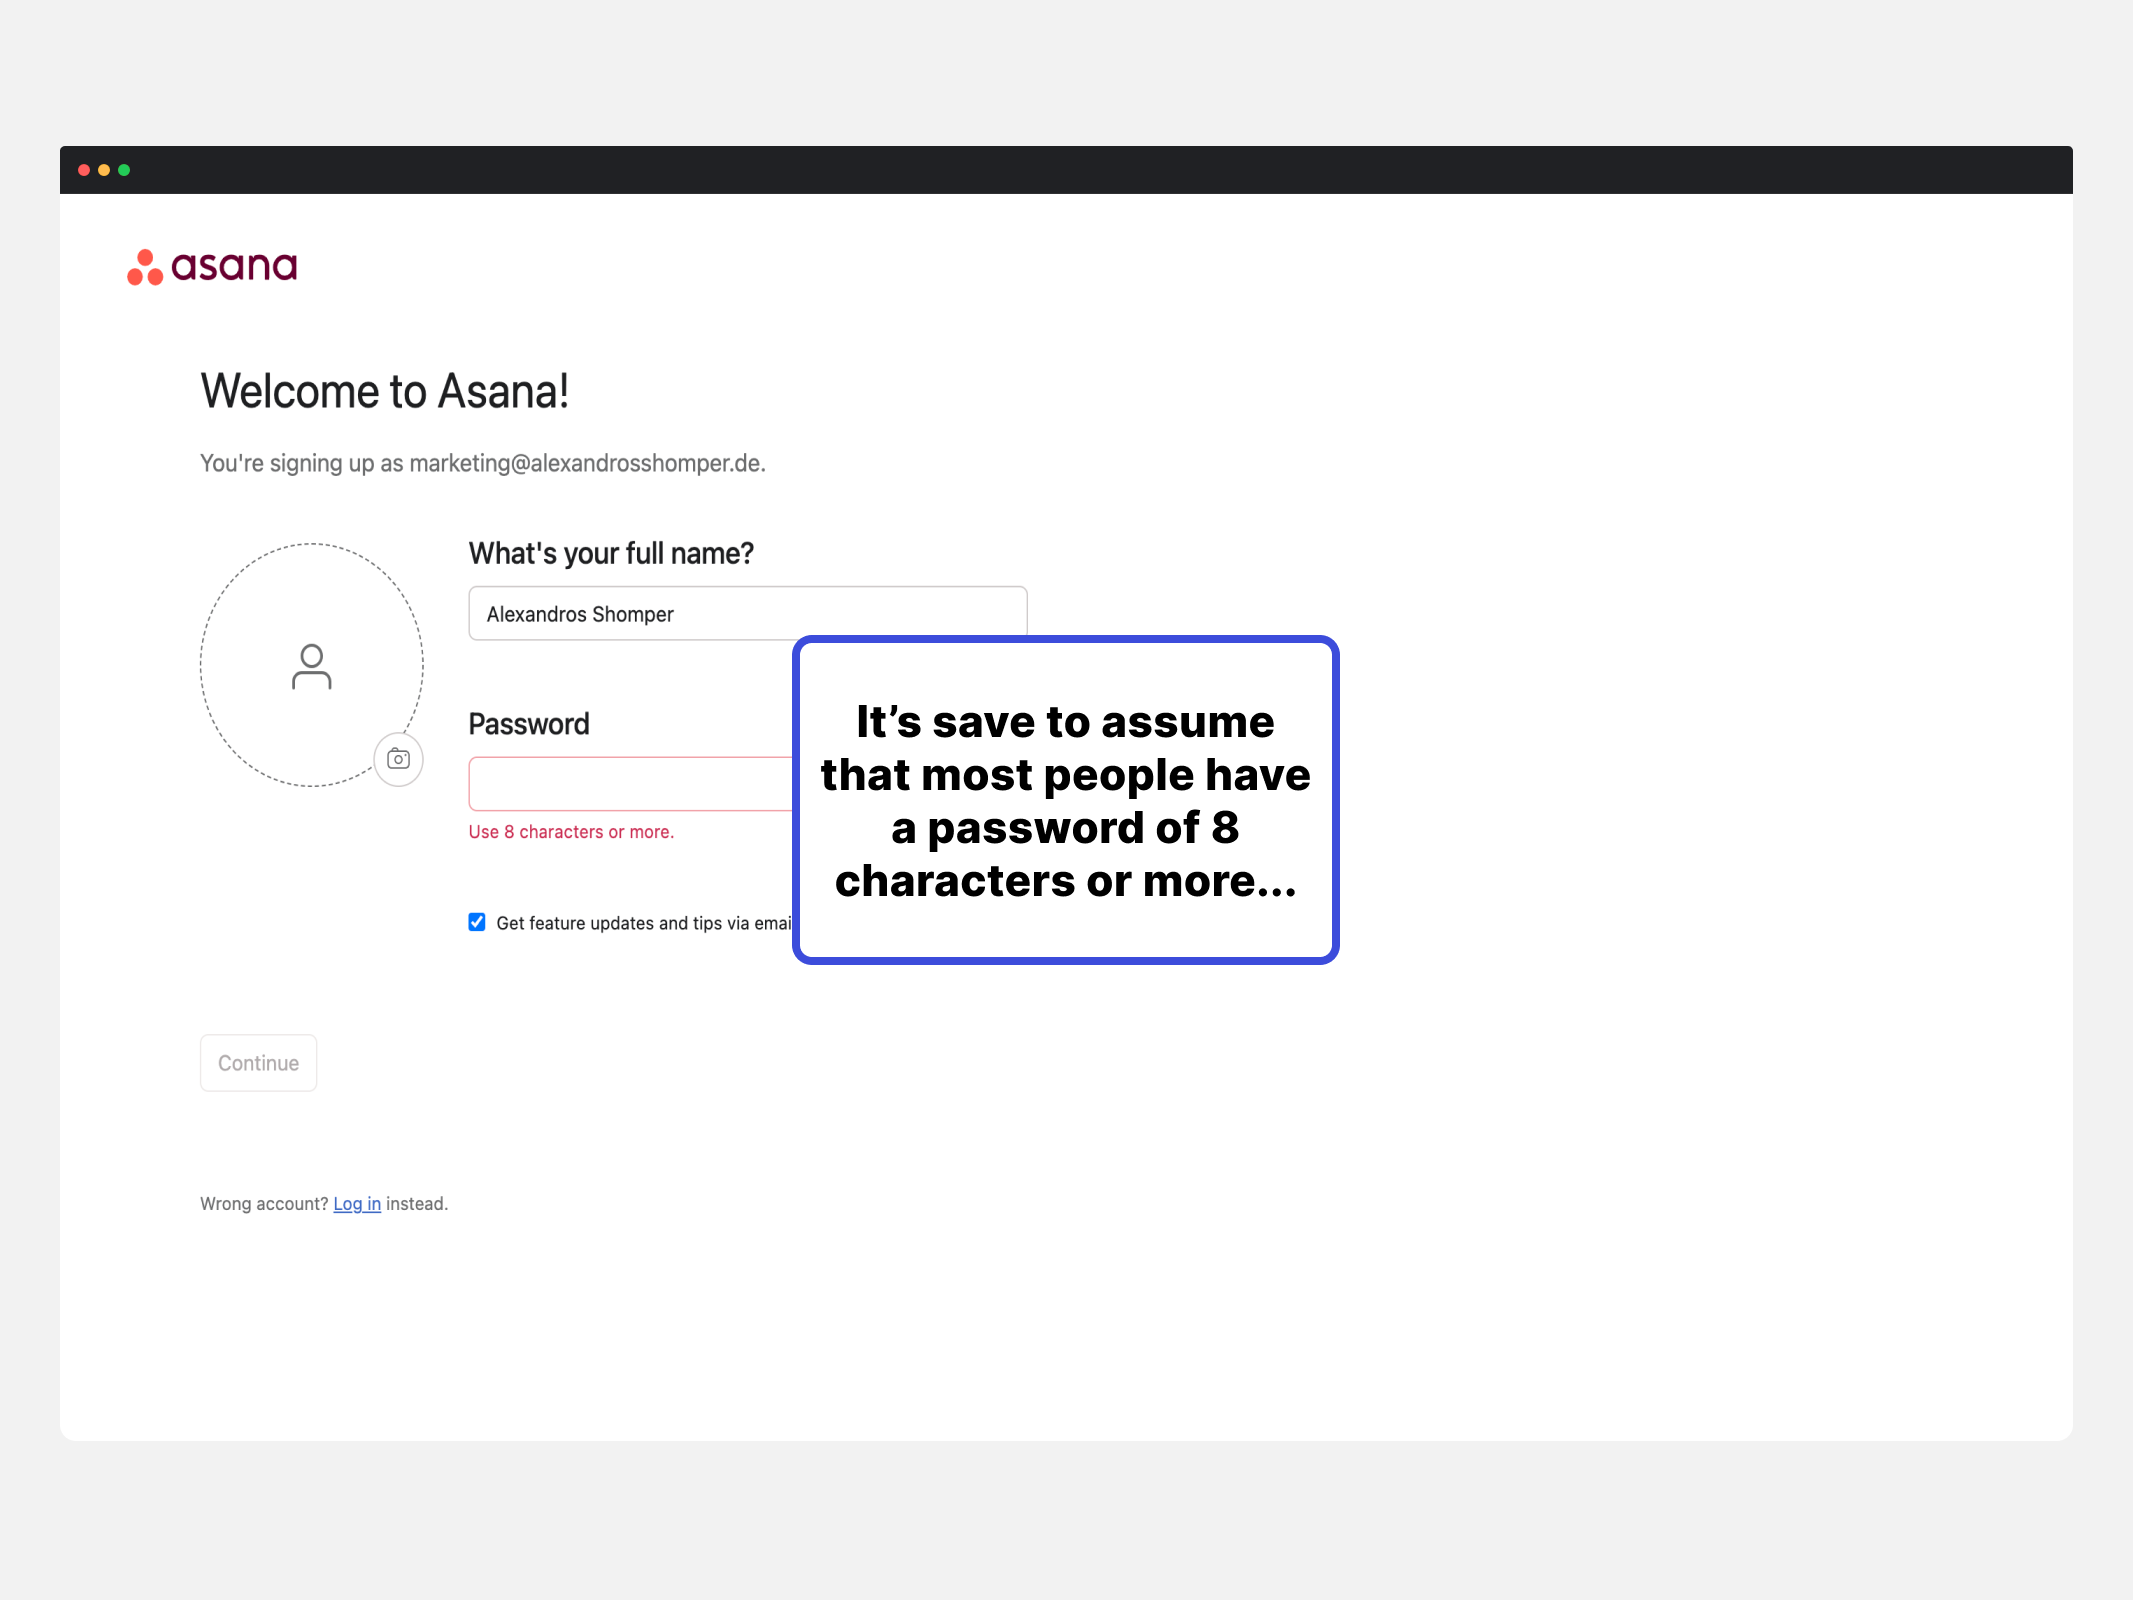 asana
Welcome to Asana!
You're signing up as marketing@alexandrosshomper.de.
What's your full name?
Alexandros Shomper
Password
Use 8 characters or more.
Get feature updates and tips via emai
It’s save to assume
that most people have
a password of 8
characters or more...
Continue
Wrong account? Log in instead.